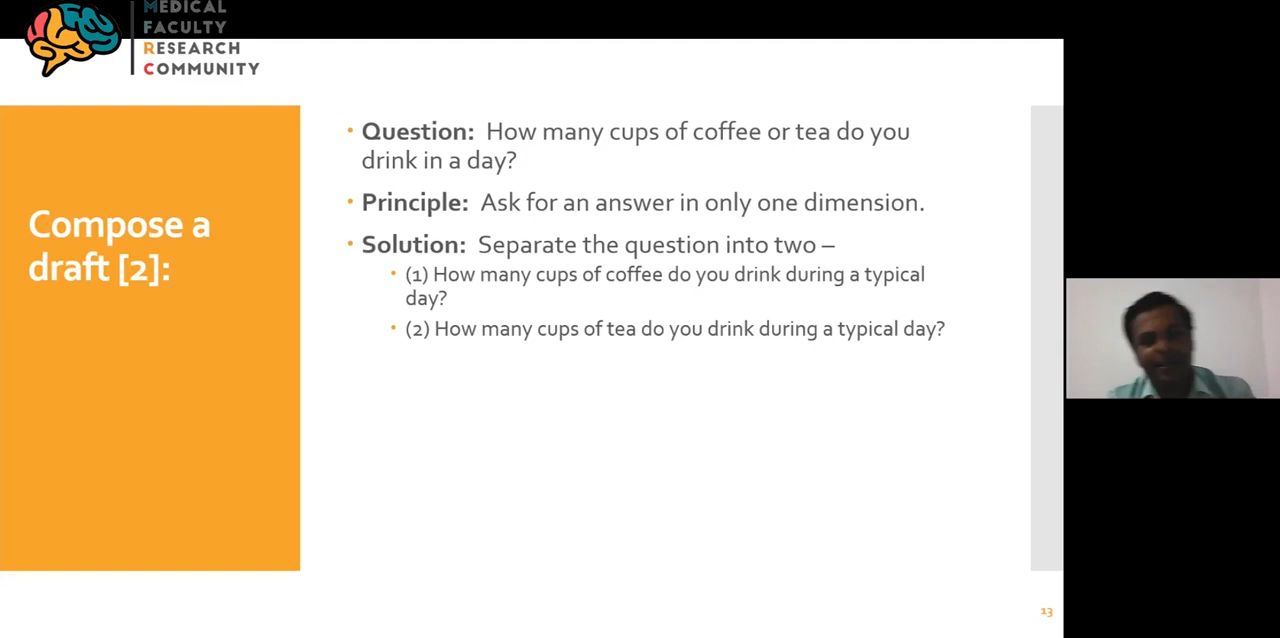 MEDICAL
FACULTY
RESEARCH
COMMUNITY
Compose a
draft [2]:
• Question: How many cups of coffee or tea do you
drink in a day?
• Principle: Ask for an answer in only one dimension.
• Solution: Separate the question into two –
• (1) How many cups of coffee do you drink during a typical
day?
• (2) How many cups of tea do you drink during a typical day?
13